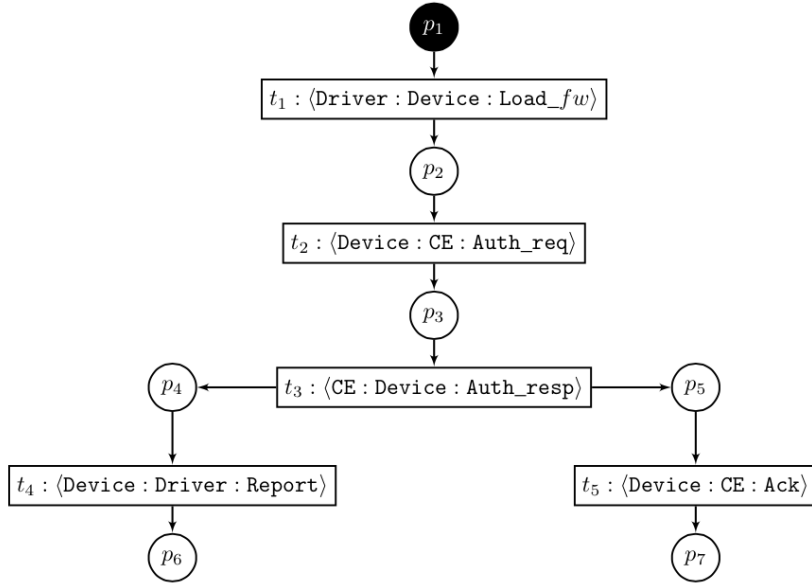 p₁
t₁ : ⟨Driver : Device : Load_fw⟩
p₂
t₂ : ⟨Device : CE : Auth_req⟩
p₃
p₄ t₃ : ⟨CE : Device : Auth_resp⟩ p₅
t₄ : ⟨Device : Driver : Report⟩ t₅ : ⟨Device : CE : Ack⟩
p₆ p₇